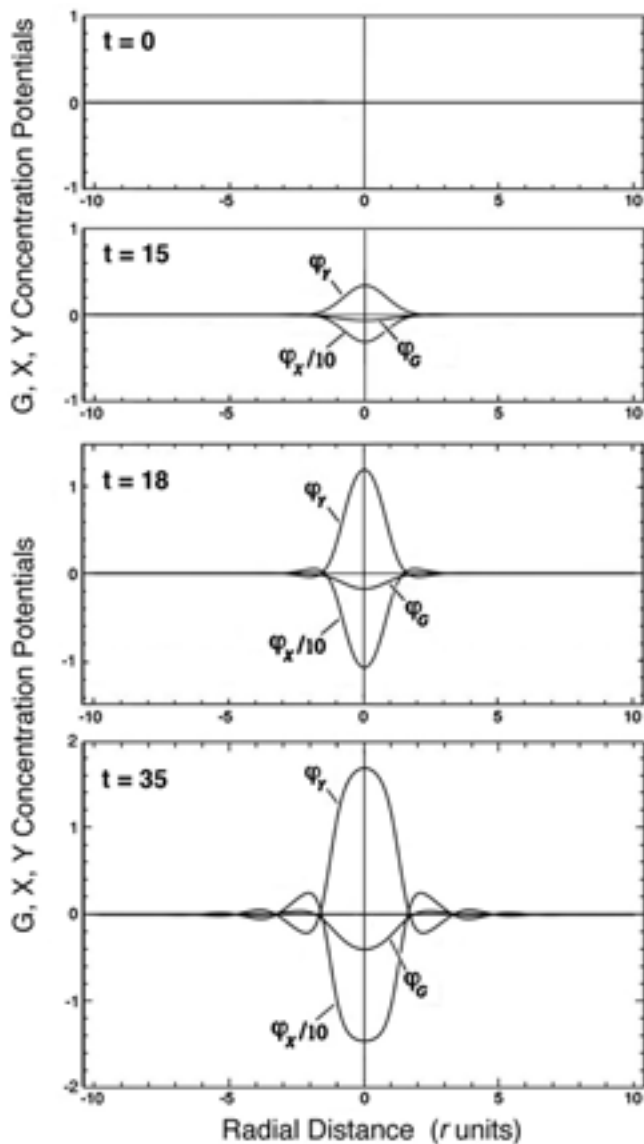 G, X, Y Concentration Potentials
t = 0
1
0
-1
-10 -5 0 5 10
t = 15
1
0
-1
φY
φX/10
φG
-10 -5 0 5 10
G, X, Y Concentration Potentials
t = 18
1
0
-1
φY
φX/10
φG
-10 -5 0 5 10
t = 35
2
1
0
-1
-2
φY
φX/10
φG
-10 -5 0 5 10
Radial Distance (r units)